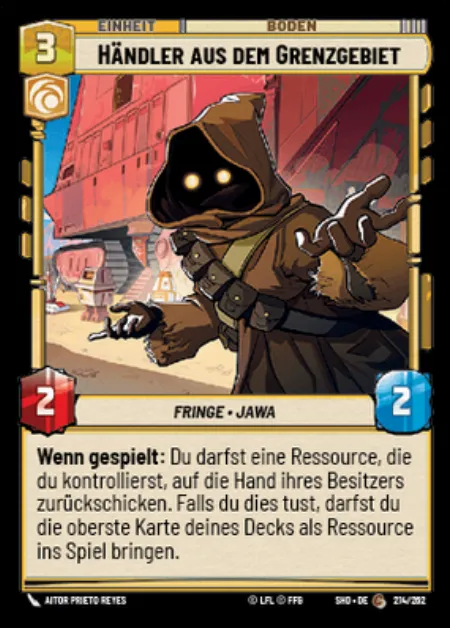 3
EINHEIT
BODEN
HÄNDLER AUS DEM GRENZGEBIET
2
2
FRINGE • JAWA
Wenn gespielt: Du darfst eine Ressource, die
du kontrollierst, auf die Hand ihres Besitzers
zurückschicken. Falls du dies tust, darfst du
die oberste Karte deines Decks als Ressource
ins Spiel bringen.
AITOR PRIETO REYES
© LFL Ⓟ FFG
SHD • DE
C
214/262